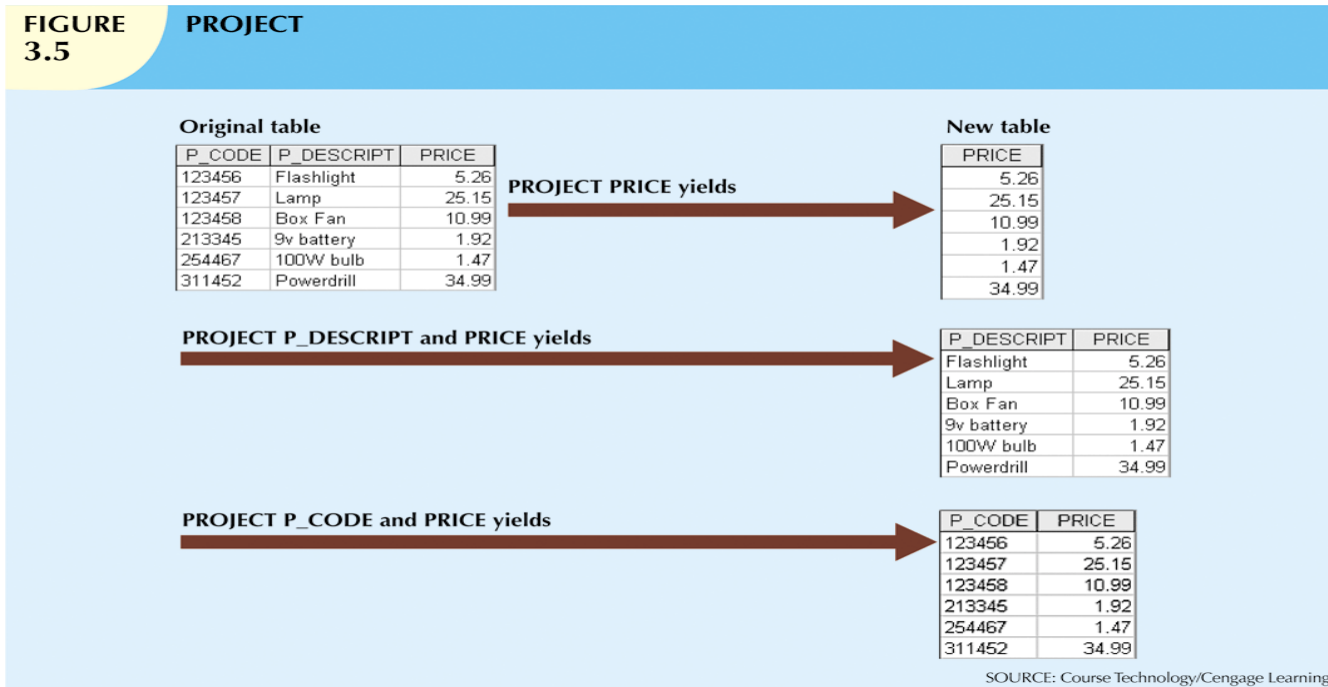 FIGURE 3.5
PROJECT
Original table
P_CODE P_DESCRIPT PRICE
123456 Flashlight 5.26
123457 Lamp 25.15
123458 Box Fan 10.99
213345 9v battery 1.92
254467 100W bulb 1.47
311452 Powerdrill 34.99
PROJECT PRICE yields
New table
PRICE
5.26
25.15
10.99
1.92
1.47
34.99
PROJECT P_DESCRIPT and PRICE yields
P_DESCRIPT PRICE
Flashlight 5.26
Lamp 25.15
Box Fan 10.99
9v battery 1.92
100W bulb 1.47
Powerdrill 34.99
PROJECT P_CODE and PRICE yields
P_CODE PRICE
123456 5.26
123457 25.15
123458 10.99
213345 1.92
254467 1.47
311452 34.99
SOURCE: Course Technology/Cengage Learning